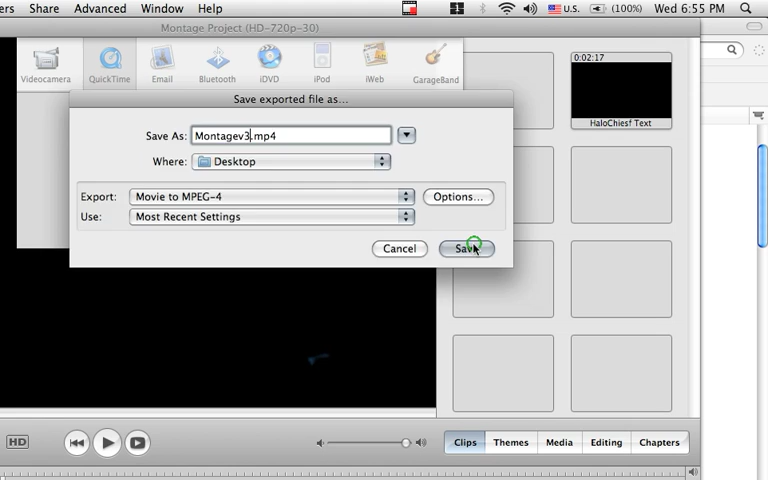 ers Share Advanced Window Help U.S. (100%) Wed 6:55 PM
Montage Project (HD-720p-30)
Videocamera QuickTime Email Bluetooth iDVD iPod iWeb GarageBand
0:02:17
HaloChiesf Text
Save exported file as...
Save As: Montagev3.mp4
Where: Desktop
Export: Movie to MPEG-4 Options...
Use: Most Recent Settings
Cancel Save
HD
Clips Themes Media Editing Chapters